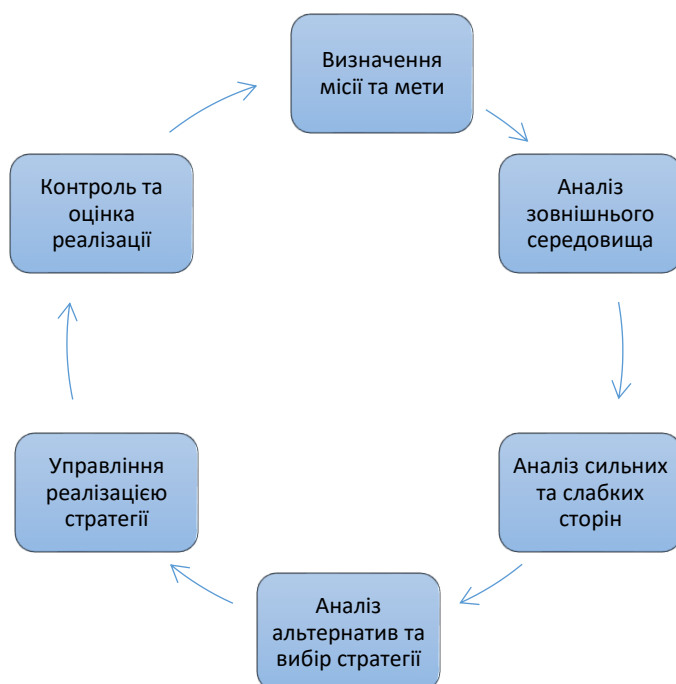 Визначення
місії та мети
Аналіз
зовнішнього
середовища
Аналіз сильних
та слабких
сторін
Аналіз
альтернатив та
вибір стратегії
Управління
реалізацією
стратегії
Контроль та
оцінка
реалізації